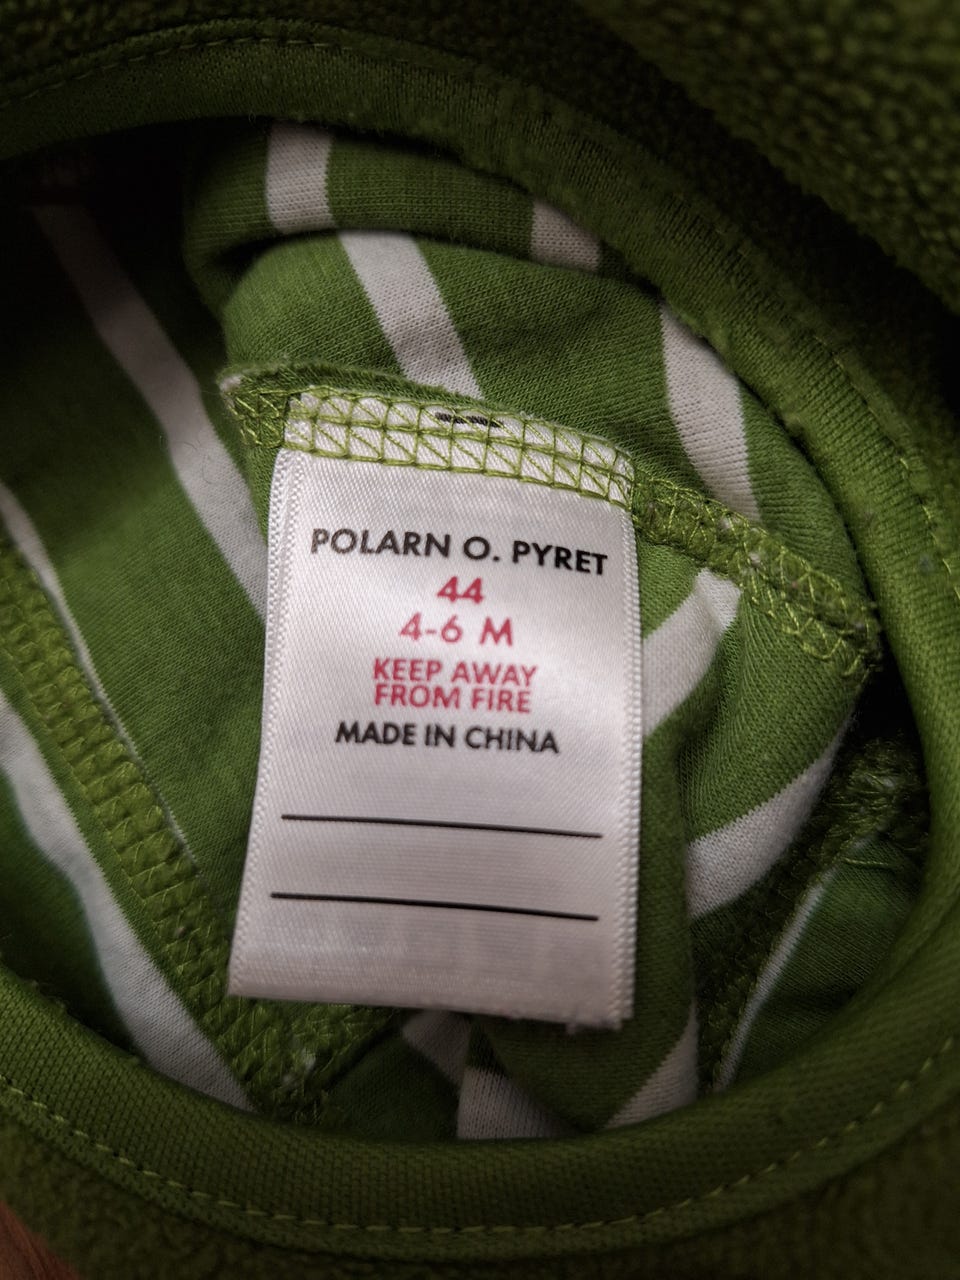 POLARN O. PYRET
44
4-6 M
KEEP AWAY
FROM FIRE
MADE IN CHINA